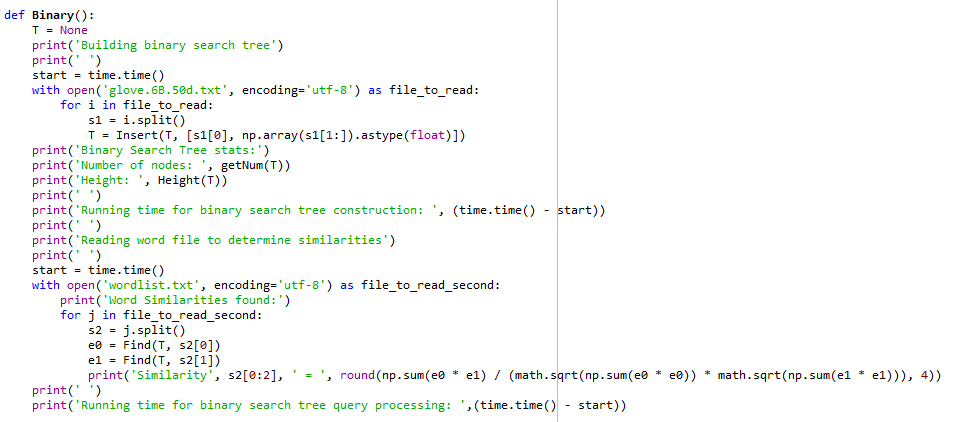 def Binary():
    T = None
    print('Building binary search tree')
    print(' ')
    start = time.time()
    with open('glove.6B.50d.txt', encoding='utf-8') as file_to_read:
        for i in file_to_read:
            s1 = i.split()
            T = Insert(T, [s1[0], np.array(s1[1:]).astype(float)])
    print('Binary Search Tree stats:')
    print('Number of nodes: ', getNum(T))
    print('Height: ', Height(T))
    print(' ')
    print('Running time for binary search tree construction: ', (time.time() - start))
    print(' ')
    print('Reading word file to determine similarities')
    print(' ')
    start = time.time()
    with open('wordlist.txt', encoding='utf-8') as file_to_read_second:
        print('Word Similarities found:')
        for j in file_to_read_second:
            s2 = j.split()
            e0 = Find(T, s2[0])
            e1 = Find(T, s2[1])
            print('Similarity', s2[0:2], ' = ', round(np.sum(e0 * e1) / (math.sqrt(np.sum(e0 * e0)) * math.sqrt(np.sum(e1 * e1))), 4))
    print(' ')
    print('Running time for binary search tree query processing: ',(time.time() - start))